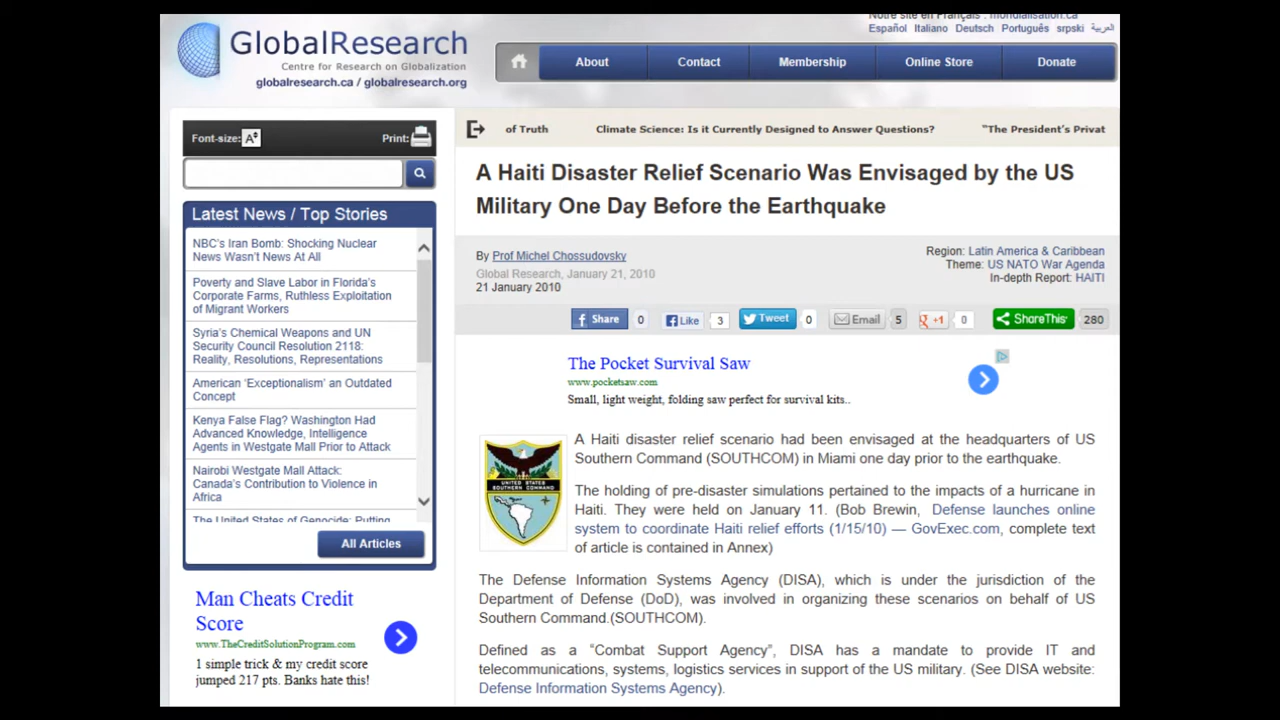 Notre site en Français : mondialisation.ca
Español Italiano Deutsch Português srpski العربية
GlobalResearch
Centre for Research on Globalization
globalresearch.ca / globalresearch.org
About Contact Membership Online Store Donate
Font-size: A Print:
of Truth Climate Science: Is it Currently Designed to Answer Questions? "The President's Privat
Latest News / Top Stories
NBC's Iran Bomb: Shocking Nuclear
News Wasn't News At All
Poverty and Slave Labor in Florida's
Corporate Farms, Ruthless Exploitation
of Migrant Workers
Syria's Chemical Weapons and UN
Security Council Resolution 2118:
Reality, Resolutions, Representations
American 'Exceptionalism' an Outdated
Concept
Kenya False Flag? Washington Had
Advanced Knowledge, Intelligence
Agents in Westgate Mall Prior to Attack
Nairobi Westgate Mall Attack:
Canada's Contribution to Violence in
Africa
The United States of Genocide: Putting
All Articles
Man Cheats Credit
Score
www.TheCreditSolutionProgram.com
1 simple trick & my credit score
jumped 217 pts. Banks hate this!
A Haiti Disaster Relief Scenario Was Envisaged by the US
Military One Day Before the Earthquake
By Prof Michel Chossudovsky
Global Research, January 21, 2010
21 January 2010
Region: Latin America & Caribbean
Theme: US NATO War Agenda
In-depth Report: HAITI
Share 0 Like 3 Tweet 0 Email 5 +1 0 ShareThis 280
The Pocket Survival Saw
www.pocketsaw.com
Small, light weight, folding saw perfect for survival kits..
UNITED STATES
SOUTHERN COMMAND
A Haiti disaster relief scenario had been envisaged at the headquarters of US
Southern Command (SOUTHCOM) in Miami one day prior to the earthquake.
The holding of pre-disaster simulations pertained to the impacts of a hurricane in
Haiti. They were held on January 11. (Bob Brewin, Defense launches online
system to coordinate Haiti relief efforts (1/15/10) — GovExec.com, complete text
of article is contained in Annex)
The Defense Information Systems Agency (DISA), which is under the jurisdiction of the
Department of Defense (DoD), was involved in organizing these scenarios on behalf of US
Southern Command.(SOUTHCOM).
Defined as a "Combat Support Agency", DISA has a mandate to provide IT and
telecommunications, systems, logistics services in support of the US military. (See DISA website:
Defense Information Systems Agency).